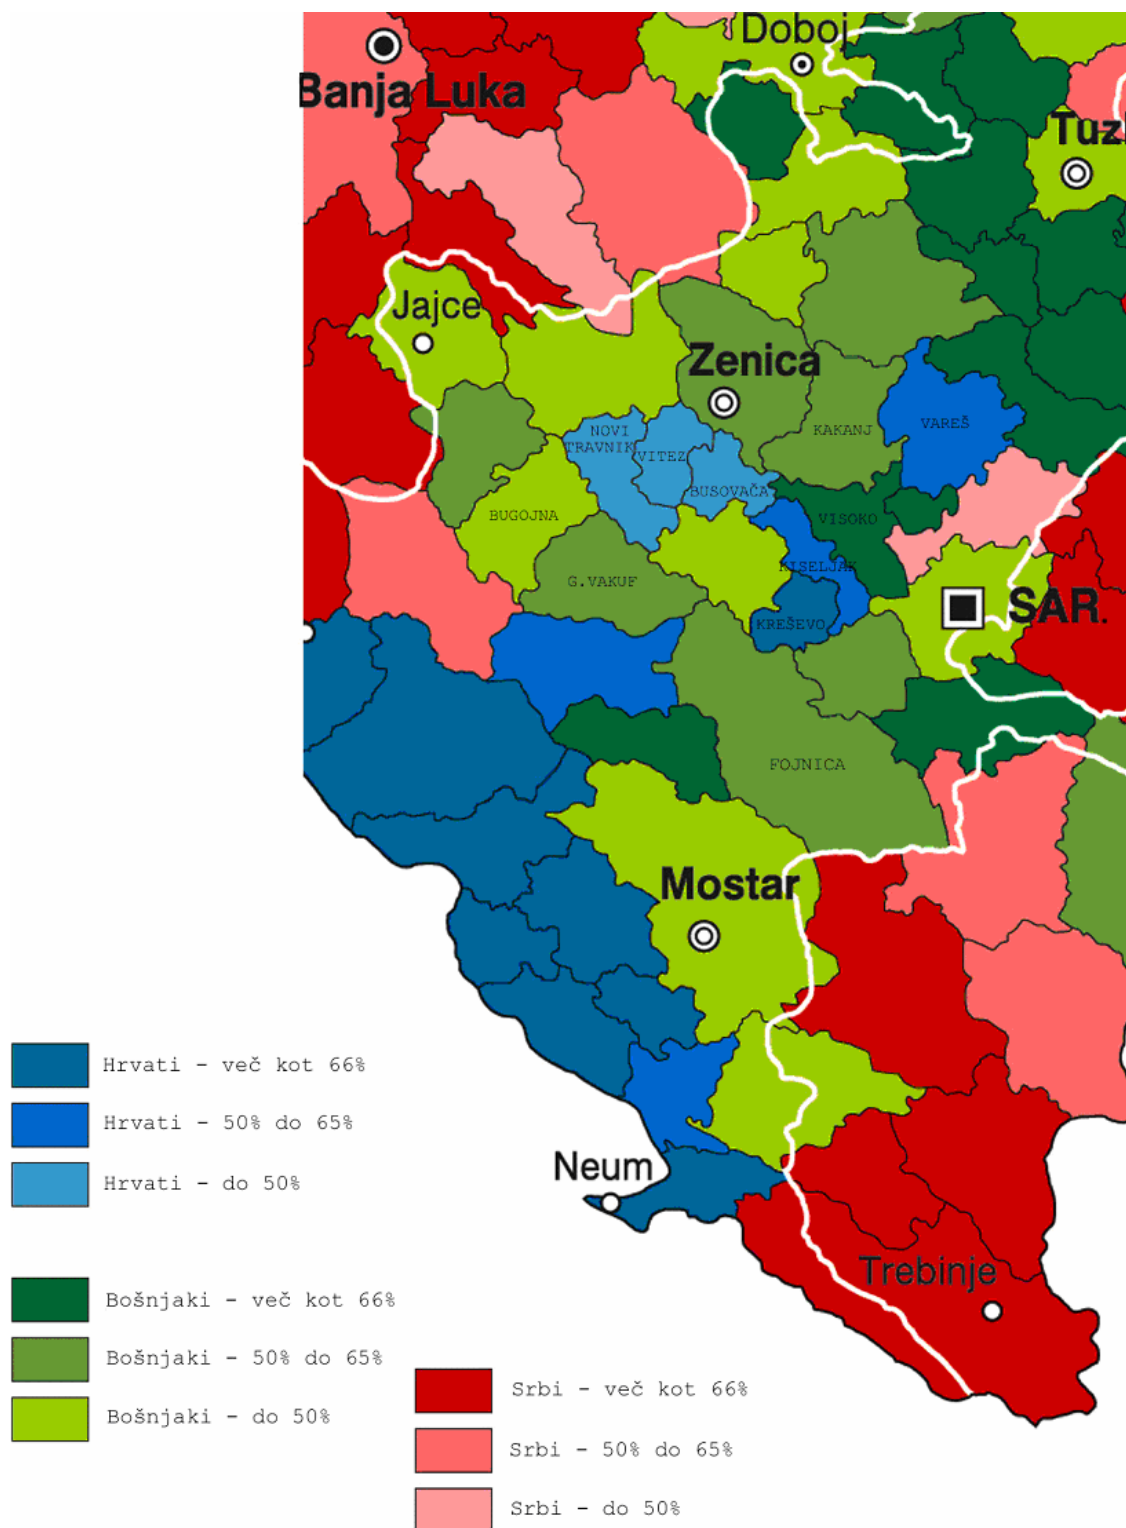 Doboj
Banja Luka
Tuz
Jajce
Zenica
NOVI
TRAVNIK
VITEZ
KAKANJ
VAREŠ
BUSOVAČA
BUGOJNA
VISOKO
KISELJAK
G.VAKUF
KREŠEVO
SAR.
FOJNICA
Mostar
Neum
Trebinje
Hrvati - več kot 66%
Hrvati - 50% do 65%
Hrvati - do 50%
Bošnjaki - več kot 66%
Bošnjaki - 50% do 65%
Bošnjaki - do 50%
Srbi - več kot 66%
Srbi - 50% do 65%
Srbi - do 50%